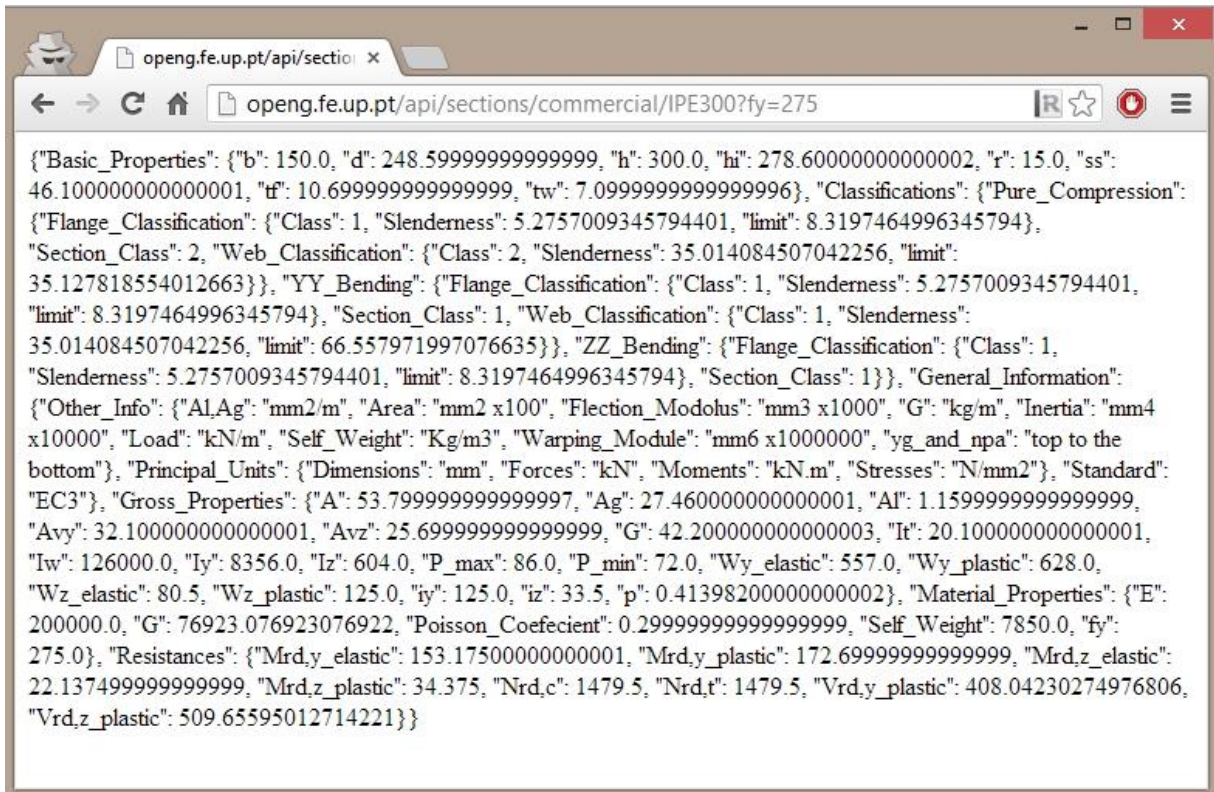 openg.fe.up.pt/api/sectio
openg.fe.up.pt/api/sections/commercial/IPE300?fy=275
{"Basic_Properties": {"b": 150.0, "d": 248.59999999999999, "h": 300.0, "hi": 278.60000000000002, "r": 15.0, "ss":
46.100000000000001, "tf": 10.699999999999999, "tw": 7.0999999999999996}, "Classifications": {"Pure_Compression":
{"Flange_Classification": {"Class": 1, "Slenderness": 5.2757009345794401, "limit": 8.3197464996345794},
"Section_Class": 2, "Web_Classification": {"Class": 2, "Slenderness": 35.014084507042256, "limit":
35.127818554012663}}, "YY_Bending": {"Flange_Classification": {"Class": 1, "Slenderness": 5.2757009345794401,
"limit": 8.3197464996345794}, "Section_Class": 1, "Web_Classification": {"Class": 1, "Slenderness":
35.014084507042256, "limit": 66.557971997076635}}, "ZZ_Bending": {"Flange_Classification": {"Class": 1,
"Slenderness": 5.2757009345794401, "limit": 8.3197464996345794}, "Section_Class": 1}}, "General_Information":
{"Other_Info": {"Al,Ag": "mm2/m", "Area": "mm2 x100", "Flection_Modolus": "mm3 x1000", "G": "kg/m", "Inertia": "mm4
x10000", "Load": "kN/m", "Self_Weight": "Kg/m3", "Warping_Module": "mm6 x1000000", "yg_and_npa": "top to the
bottom"}, "Principal_Units": {"Dimensions": "mm", "Forces": "kN", "Moments": "kN.m", "Stresses": "N/mm2"}, "Standard":
"EC3"}, "Gross_Properties": {"A": 53.799999999999997, "Ag": 27.460000000000001, "Al": 1.1599999999999999,
"Avy": 32.100000000000001, "Avz": 25.699999999999999, "G": 42.200000000000003, "It": 20.100000000000001,
"Iw": 126000.0, "Iy": 8356.0, "Iz": 604.0, "P_max": 86.0, "P_min": 72.0, "Wy_elastic": 557.0, "Wy_plastic": 628.0,
"Wz_elastic": 80.5, "Wz_plastic": 125.0, "iy": 125.0, "iz": 33.5, "p": 0.41398200000000002}, "Material_Properties": {"E":
200000.0, "G": 76923.076923076922, "Poisson_Coefecient": 0.29999999999999999, "Self_Weight": 7850.0, "fy":
275.0}, "Resistances": {"Mrd,y_elastic": 153.17500000000001, "Mrd,y_plastic": 172.69999999999999, "Mrd,z_elastic":
22.137499999999999, "Mrd,z_plastic": 34.375, "Nrd,c": 1479.5, "Nrd,t": 1479.5, "Vrd,y_plastic": 408.04230274976806,
"Vrd,z_plastic": 509.65595012714221}}